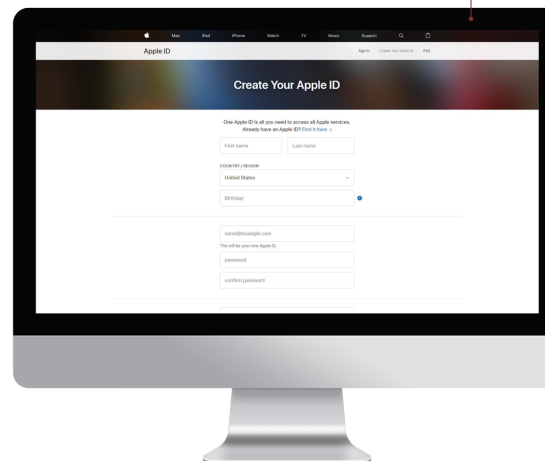 Mac iPad iPhone Watch TV Music Support
Apple ID
Sign In Create Your Apple ID FAQ
Create Your Apple ID
One Apple ID is all you need to access all Apple services.
Already have an Apple ID? Find it here >
First name Last name
COUNTRY / REGION
United States
Birthday
name@example.com
This will be your new Apple ID.
password
confirm password